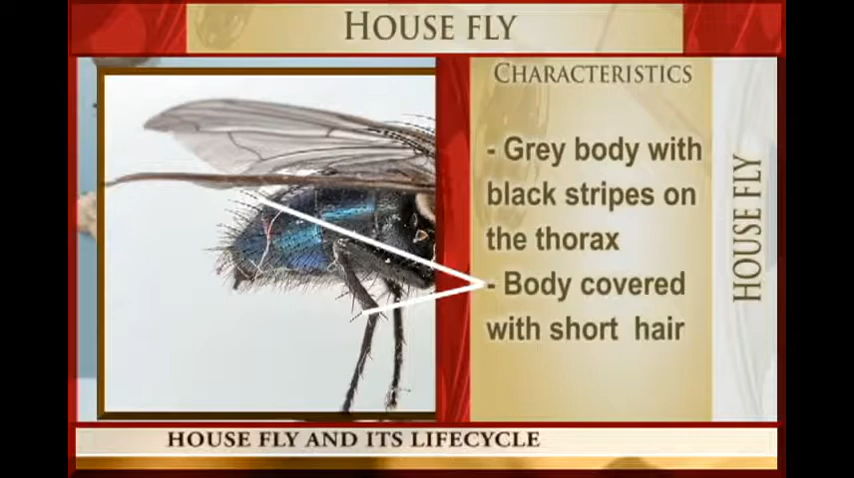 HOUSE FLY
CHARACTERISTICS
- Grey body with
black stripes on
the thorax
- Body covered
with short hair
HOUSE FLY
HOUSE FLY AND ITS LIFECYCLE